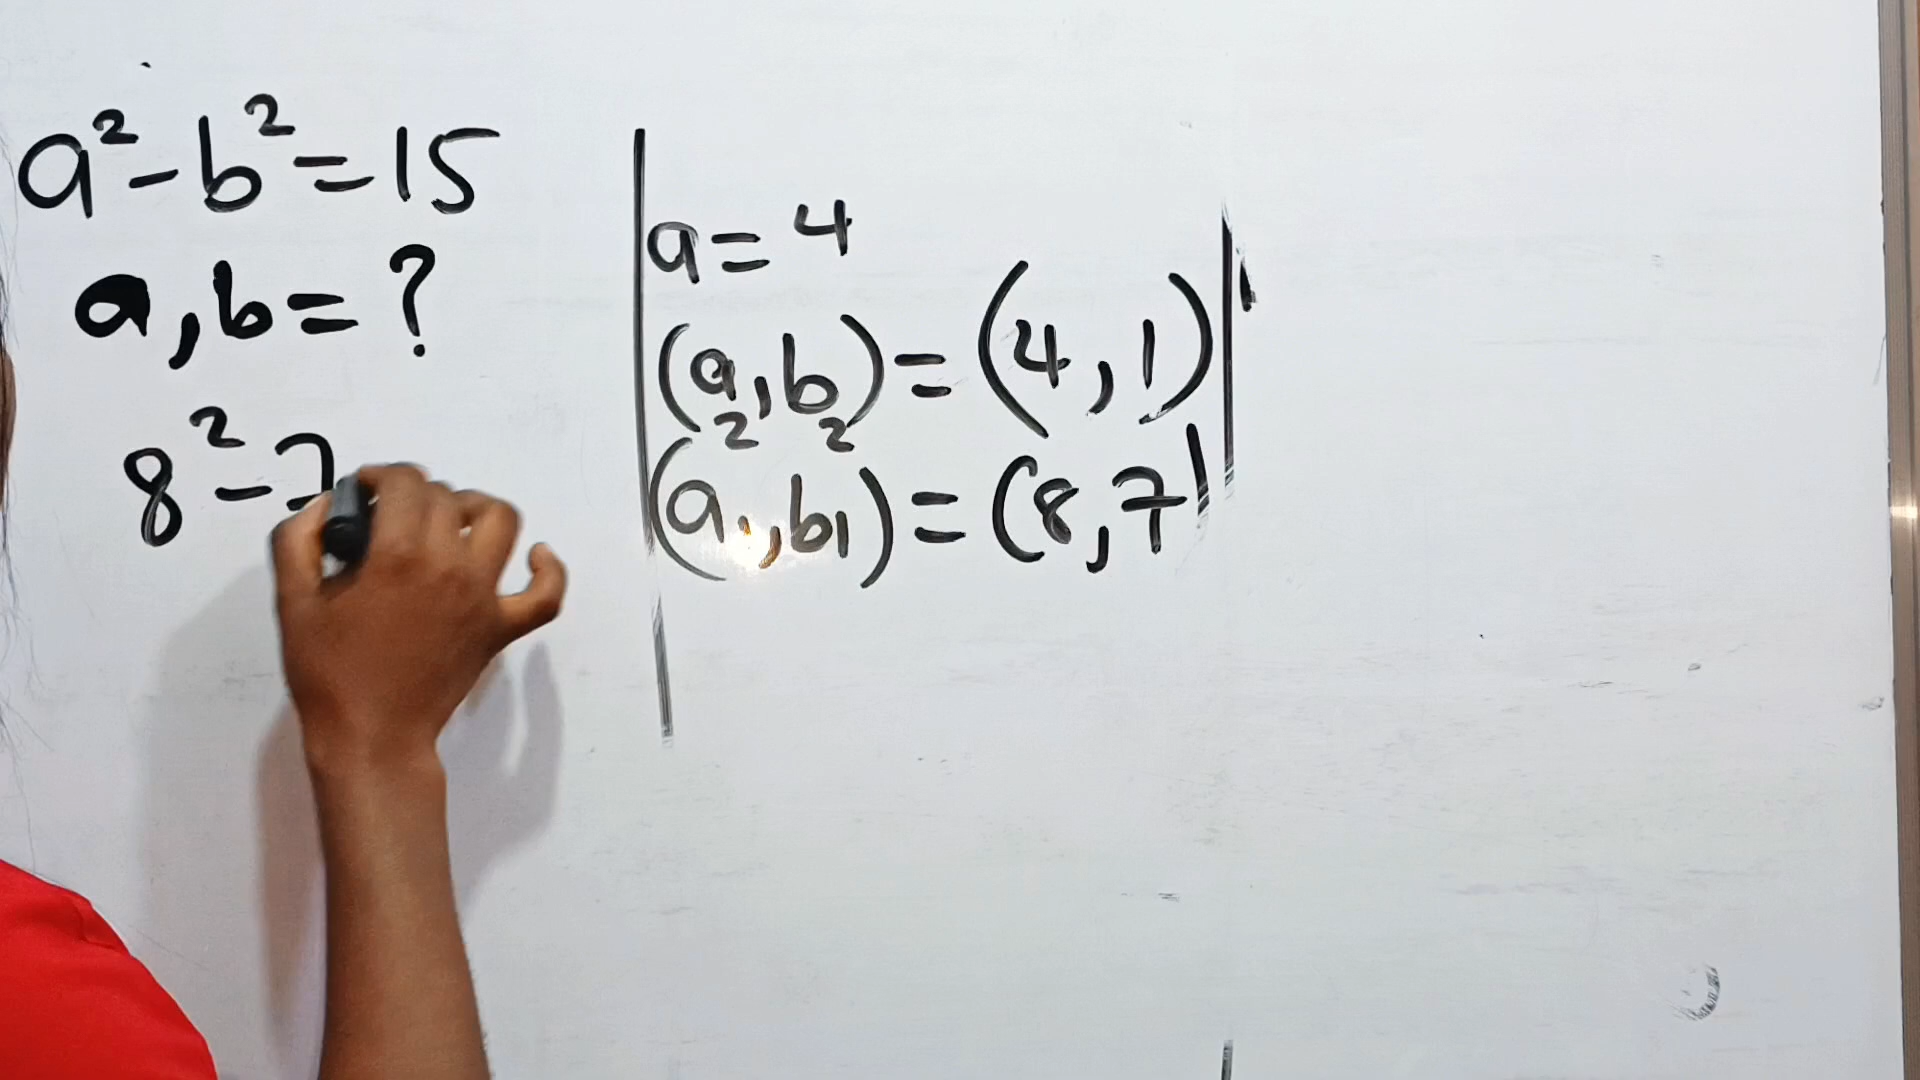 a² - b² = 15
a, b = ?
8² - 7
a = 4
(a₂, b₂) = (4, 1)
(a₁, b1) = (8, 7